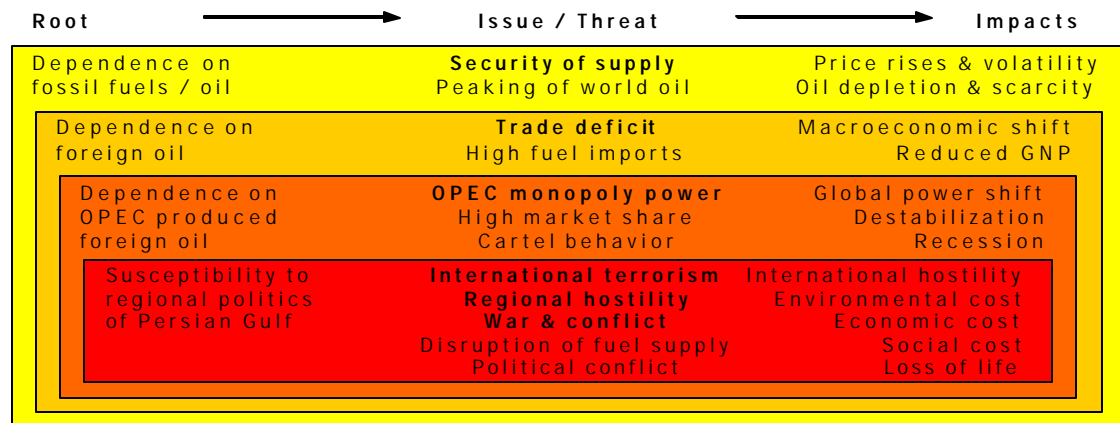 Root Issue / Threat Impacts
Dependence on Security of supply Price rises & volatility
fossil fuels / oil Peaking of world oil Oil depletion & scarcity
Dependence on Trade deficit Macroeconomic shift
foreign oil High fuel imports Reduced GNP
Dependence on OPEC monopoly power Global power shift
OPEC produced High market share Destabilization
foreign oil Cartel behavior Recession
Susceptibility to International terrorism International hostility
regional politics Regional hostility Environmental cost
of Persian Gulf War & conflict Economic cost
Disruption of fuel supply Social cost
Political conflict Loss of life